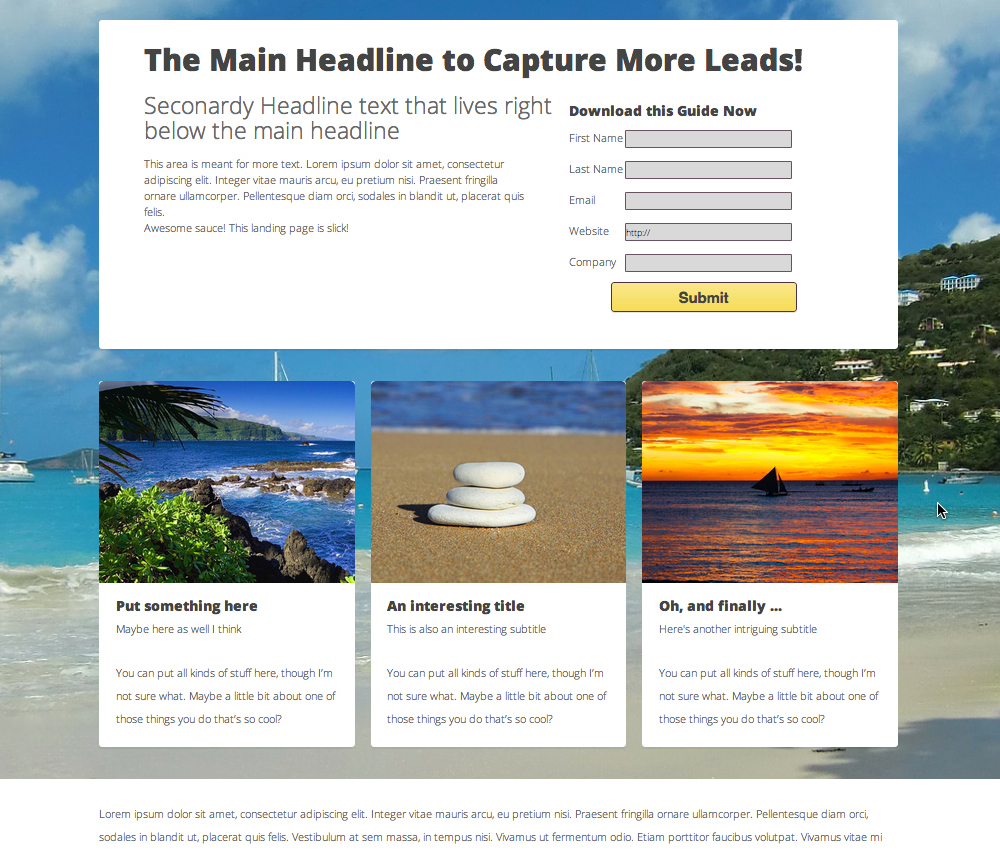 The Main Headline to Capture More Leads!
Seconardy Headline text that lives right
below the main headline
This area is meant for more text. Lorem ipsum dolor sit amet, consectetur
adipiscing elit. Integer vitae mauris arcu, eu pretium nisi. Praesent fringilla
ornare ullamcorper. Pellentesque diam orci, sodales in blandit ut, placerat quis
felis.
Awesome sauce! This landing page is slick!
Download this Guide Now
First Name
Last Name
Email
Website http://
Company
Submit
Put something here
Maybe here as well I think
You can put all kinds of stuff here, though I'm
not sure what. Maybe a little bit about one of
those things you do that's so cool?
An interesting title
This is also an interesting subtitle
You can put all kinds of stuff here, though I'm
not sure what. Maybe a little bit about one of
those things you do that's so cool?
Oh, and finally ...
Here's another intriguing subtitle
You can put all kinds of stuff here, though I'm
not sure what. Maybe a little bit about one of
those things you do that's so cool?
Lorem ipsum dolor sit amet, consectetur adipiscing elit. Integer vitae mauris arcu, eu pretium nisi. Praesent fringilla ornare ullamcorper. Pellentesque diam orci,
sodales in blandit ut, placerat quis felis. Vestibulum at sem massa, in tempus nisi. Vivamus ut fermentum odio. Etiam porttitor faucibus volutpat. Vivamus vitae mi